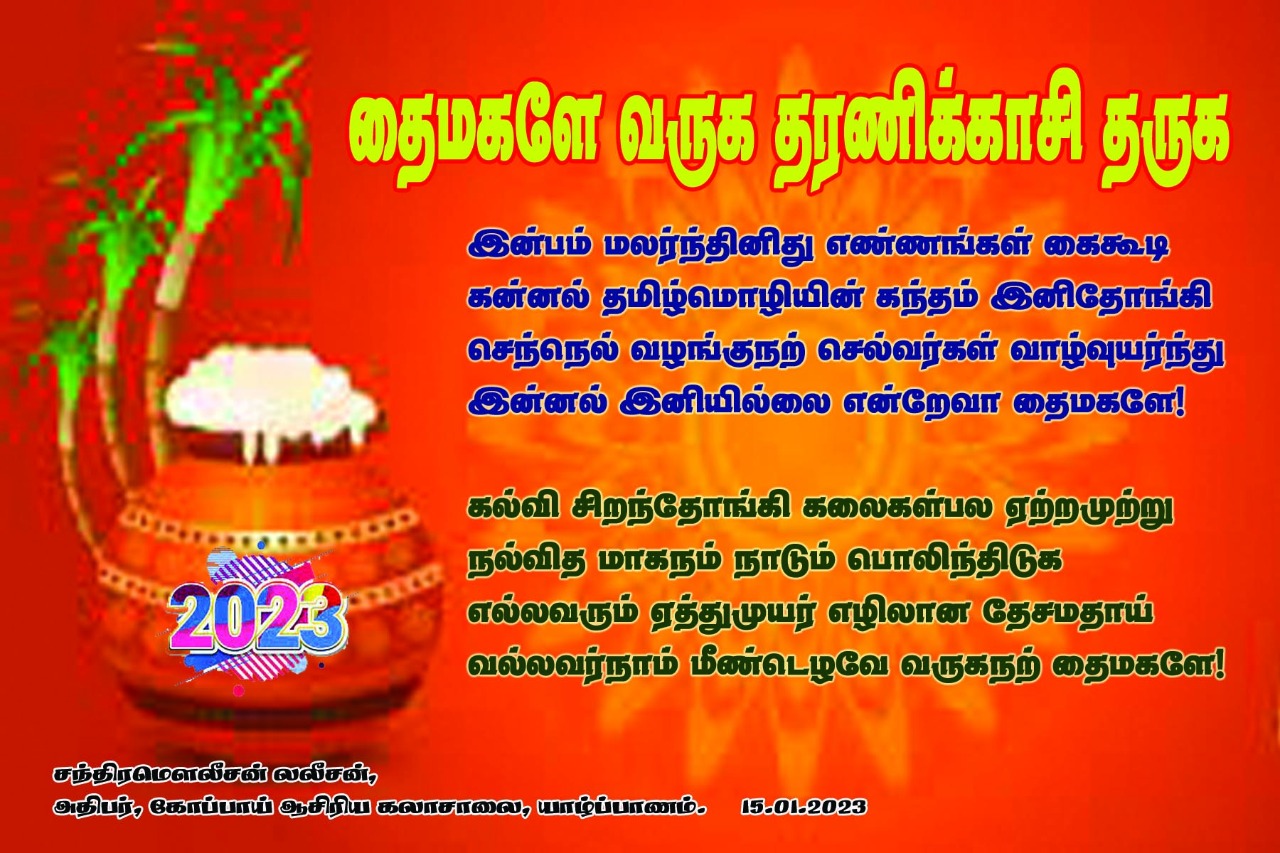 தைமகளே வருக தரணிக்காசி தருக
இன்பம் மலர்ந்தினிது எண்ணங்கள் கைகூடி
கன்னல் தமிழ்மொழியின் கந்தம் இனிதோங்கி
செந்நெல் வழங்குநற் செல்வர்கள் வாழ்வுயர்ந்து
இன்னல் இனியில்லை என்றேவா தைமகளே!
கல்வி சிறந்தோங்கி கலைகள்பல ஏற்றமுற்று
நல்வித மாகநம் நாடும் பொலிந்திடுக
எல்லவரும் ஏத்துமுயர் எழிலான தேசமதாய்
வல்லவர்நாம் மீண்டெழவே வருகநற் தைமகளே!
2023
சந்திரமௌலீசன் லலீசன்,
அதிபர், கோப்பாய் ஆசிரிய கலாசாலை, யாழ்ப்பாணம். 15.01.2023